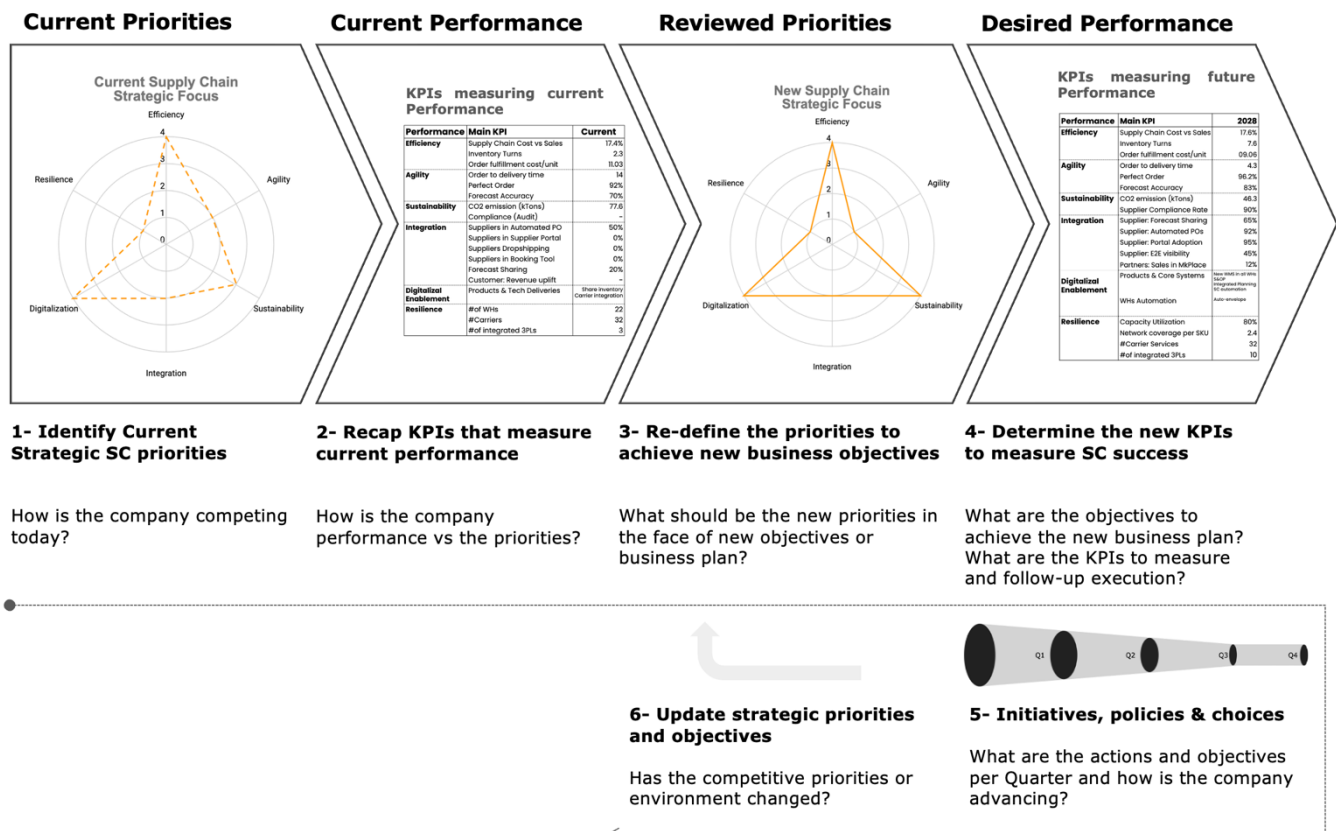 Current Priorities
Current Performance
Reviewed Priorities
Desired Performance
Current Supply Chain
Strategic Focus
Efficiency
4
3
2
1
0
Resilience
Agility
Digitalization
Sustainability
Integration
KPIs measuring current
Performance
Performance Main KPI Current
Efficiency Supply Chain Cost vs Sales 17.4%
Inventory Turns 2.3
Order fulfillment cost/unit 11.03
Agility Order to delivery time 14
Perfect Order 92%
Forecast Accuracy 70%
Sustainability CO2 emission (kTons) 77.6
Compliance (Audit) -
Integration Suppliers in Automated PO 50%
Suppliers in Supplier Portal 0%
Suppliers Dropshipping 0%
Suppliers in Booking Tool 0%
Forecast Sharing 20%
Customer: Revenue uplift -
Digitalizal Products & Tech Deliveries Share inventory
Enablement Carrier Integration
Resilience #of WHs 22
#Carriers 32
#of integrated 3PLs 3
New Supply Chain
Strategic Focus
Efficiency
4
3
2
1
0
Resilience
Agility
Digitalization
Sustainability
Integration
KPIs measuring future
Performance
Performance Main KPI 2028
Efficiency Supply Chain Cost vs Sales 17.6%
Inventory Turns 7.6
Order fulfillment cost/unit 09.06
Agility Order to delivery time 4.3
Perfect Order 96.2%
Forecast Accuracy 83%
Sustainability CO2 emission (kTons) 46.3
Supplier Compliance Rate 90%
Integration Supplier: Forecast Sharing 65%
Supplier: Automated POs 92%
Supplier: Portal Adoption 95%
Supplier: E2E visibility 45%
Partners: Sales in MkPlace 12%
Digitalizal Products & Core Systems New WMS in all WHs
Enablement S&OP
Integrated Planning
SC automation
WHs Automation Auto-envelope
Resilience Capacity Utilization 80%
Network coverage per SKU 2.4
#Carrier Services 32
#of integrated 3PLs 10
1- Identify Current
Strategic SC priorities
How is the company competing
today?
2- Recap KPIs that measure
current performance
How is the company
performance vs the priorities?
3- Re-define the priorities to
achieve new business objectives
What should be the new priorities in
the face of new objectives or
business plan?
4- Determine the new KPIs
to measure SC success
What are the objectives to
achieve the new business plan?
What are the KPIs to measure
and follow-up execution?
Q1
Q2
Q3
Q4
6- Update strategic priorities
and objectives
Has the competitive priorities or
environment changed?
5- Initiatives, policies & choices
What are the actions and objectives
per Quarter and how is the company
advancing?